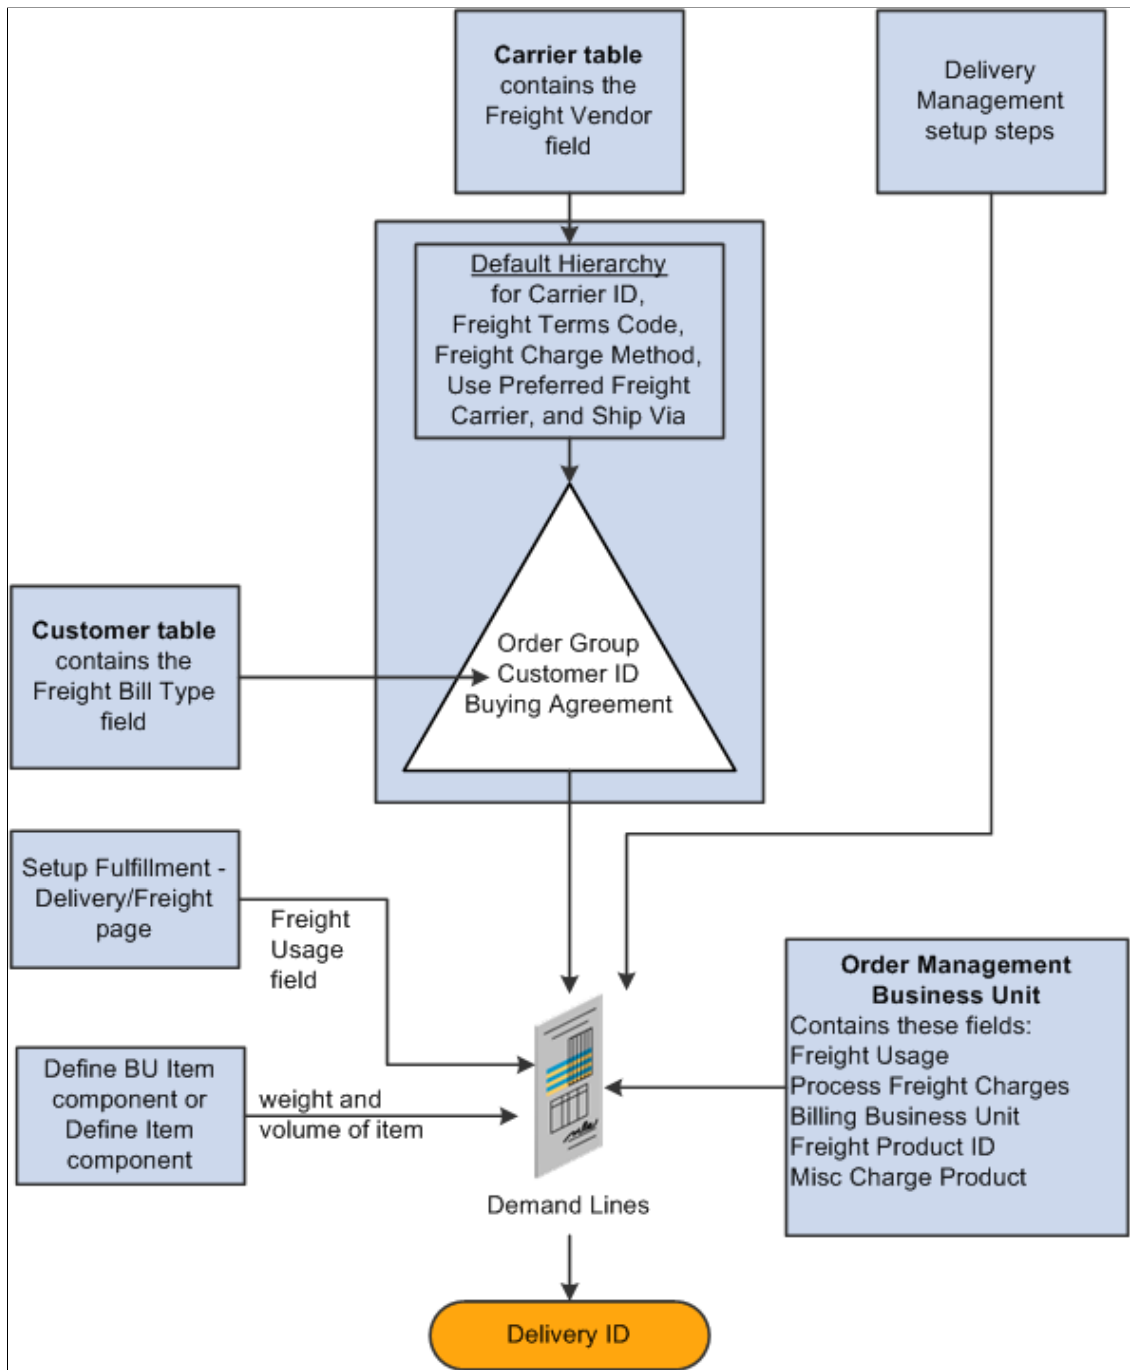 Carrier table
contains the
Freight Vendor
field
Delivery
Management
setup steps
Default Hierarchy
for Carrier ID,
Freight Terms Code,
Freight Charge Method,
Use Preferred Freight
Carrier, and Ship Via
Customer table
contains the
Freight Bill Type
field
Order Group
Customer ID
Buying Agreement
Setup Fulfillment -
Delivery/Freight
page
Freight
Usage
field
Order Management
Business Unit
Contains these fields:
Freight Usage
Process Freight Charges
Billing Business Unit
Freight Product ID
Misc Charge Product
Define BU Item
component or
Define Item
component
weight and
volume of item
Demand Lines
Delivery ID